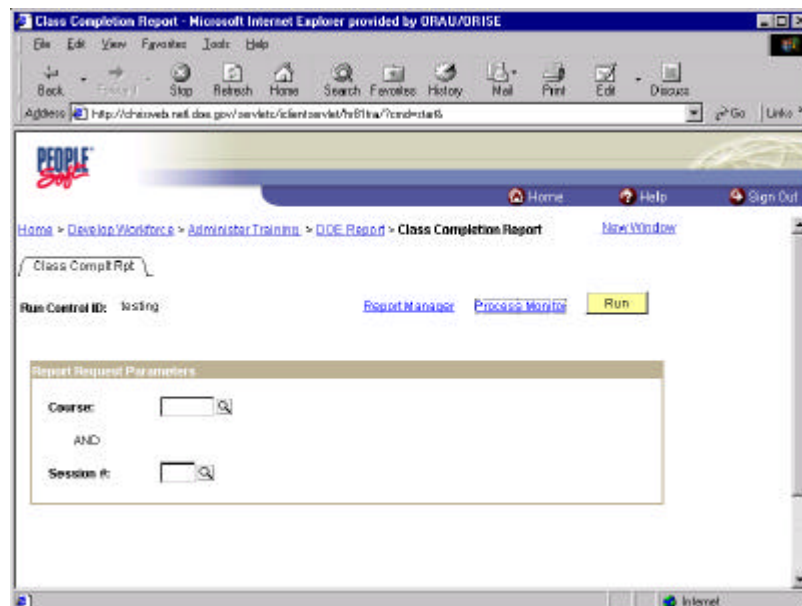 Class Completion Report - Microsoft Internet Explorer provided by ORAU/ORISE
File Edit View Favorites Tools Help
Back Forward Stop Refresh Home Search Favorites History Mail Print Edit Discuss
Address Go Links
PEOPLE
Soft
Home Help Sign Out
Home > Develop Workforce > Administer Training > DOE Report > Class Completion Report New Window
Class Complt Rpt
Run Control ID: testing Report Manager Process Monitor Run
Report Request Parameters
Course:
AND
Session #:
Internet